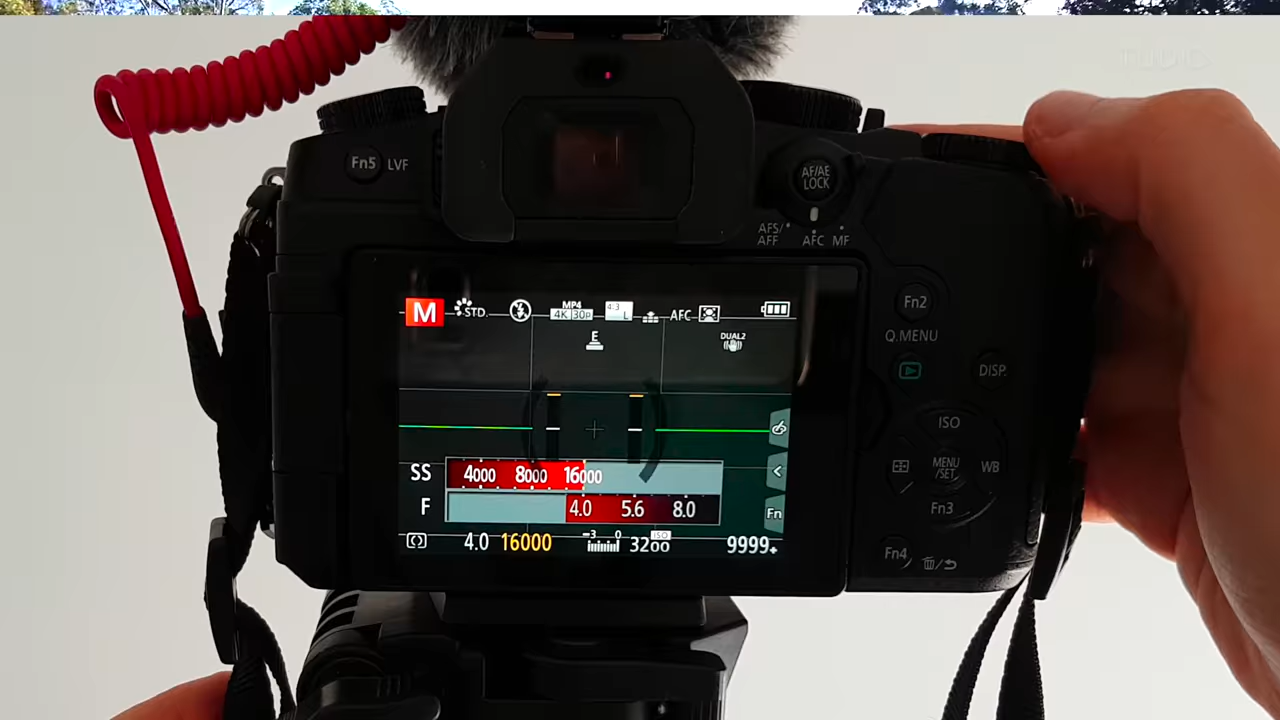 Fn5 LVF
AF/AE
LOCK
AFS/
AFF AFC MF
Fn2
Q.MENU
DISP.
ISO
MENU
/SET
WB
Fn3
Fn4
M STD. MP4 4K 30p 4:3 L AFC
E DUAL2
SS 4000 8000 16000
F 4.0 5.6 8.0
Fn
4.0 16000 -3 0 ISO 3200 9999+